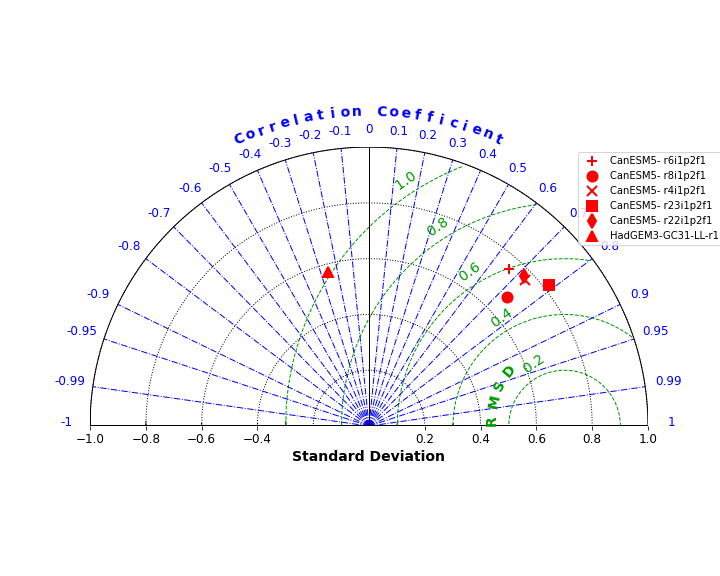 Correlation Coefficient
-0.3 -0.2 -0.1 0 0.1 0.2 0.3
-0.4 0.4
-0.5 0.5
-0.6 0.6
-0.7 0.7
-0.8 0.8
-0.9 0.9
-0.95 0.95
-0.99 0.99
-1 1
1.0
0.8
0.6
0.4
0.2
RMSD
CanESM5- r6i1p2f1
CanESM5- r8i1p2f1
CanESM5- r4i1p2f1
CanESM5- r23i1p2f1
CanESM5- r22i1p2f1
HadGEM3-GC31-LL-r1
−1.0 −0.8 −0.6 −0.4 0.2 0.4 0.6 0.8 1.0
Standard Deviation